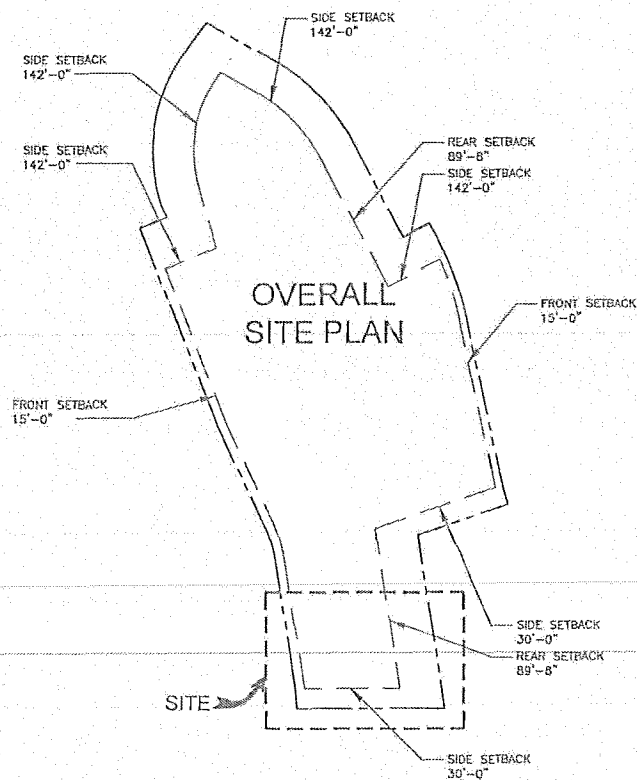 SIDE SETBACK
142'-0"
SIDE SETBACK
142'-0"
SIDE SETBACK
142'-0"
REAR SETBACK
89'-8"
SIDE SETBACK
142'-0"
OVERALL
SITE PLAN
FRONT SETBACK
15'-0"
FRONT SETBACK
15'-0"
SIDE SETBACK
30'-0"
REAR SETBACK
89'-8"
SITE
SIDE SETBACK
30'-0"